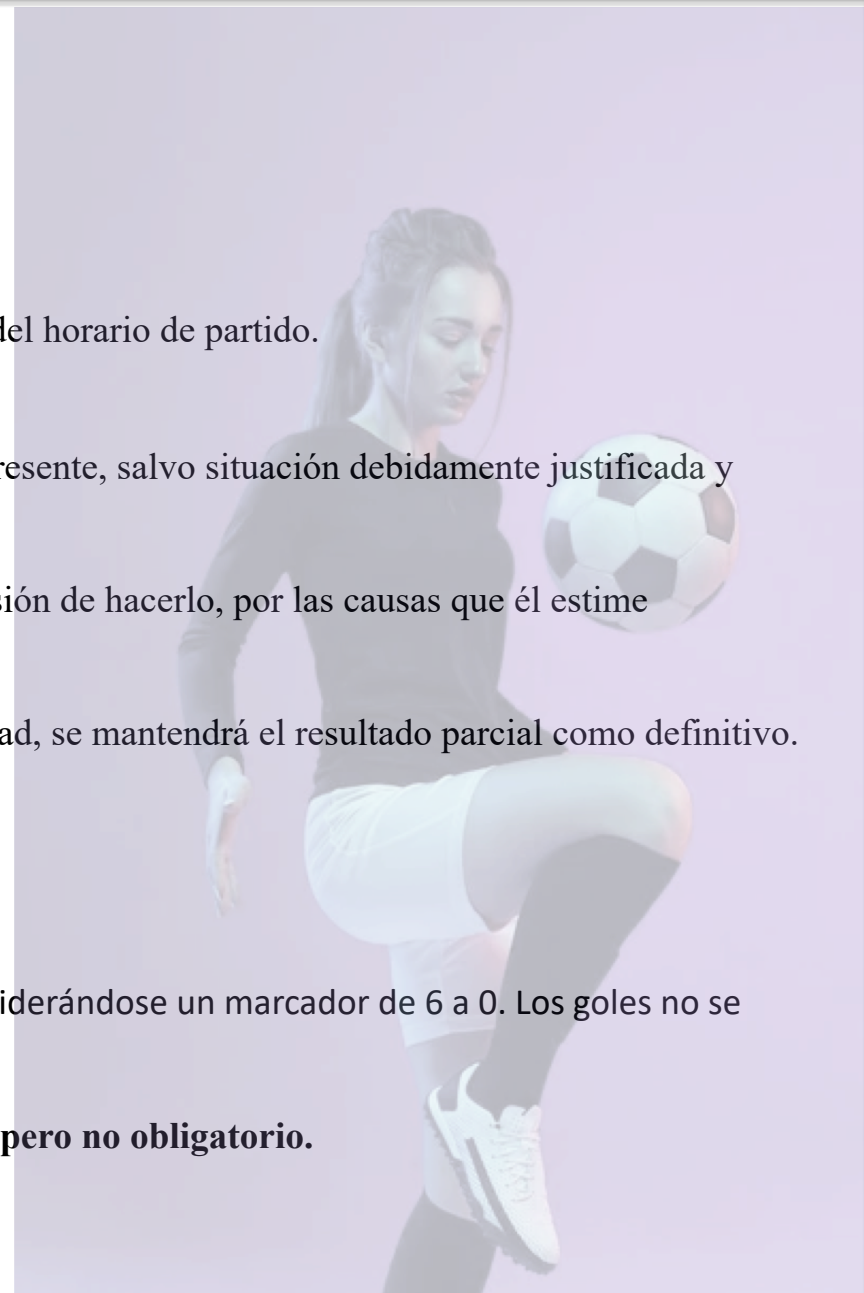 del horario de partido.
resente, salvo situación debidamente justificada y
sión de hacerlo, por las causas que él estime
ad, se mantendrá el resultado parcial como definitivo.
iderándose un marcador de 6 a 0. Los goles no se
pero no obligatorio.